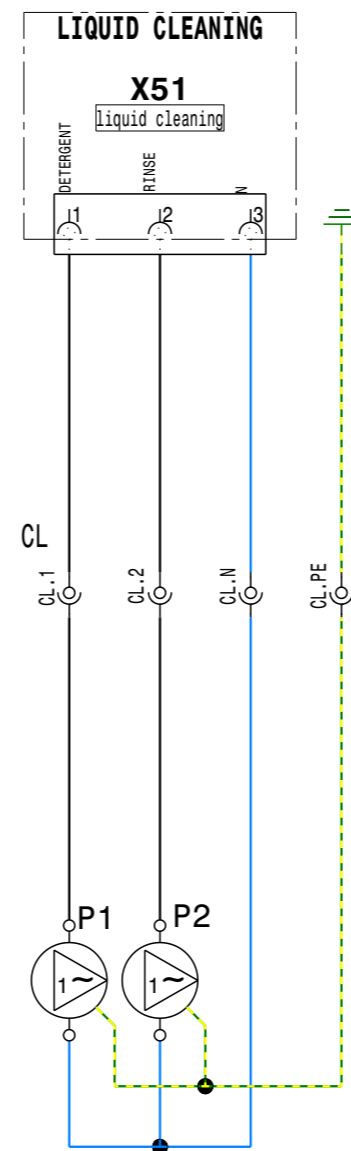 LIQUID CLEANING
X51
liquid cleaning
DETERGENT
RINSE
N
1
2
3
CL
CL.1
CL.2
CL.N
CL.PE
P1
P2
1~
1~